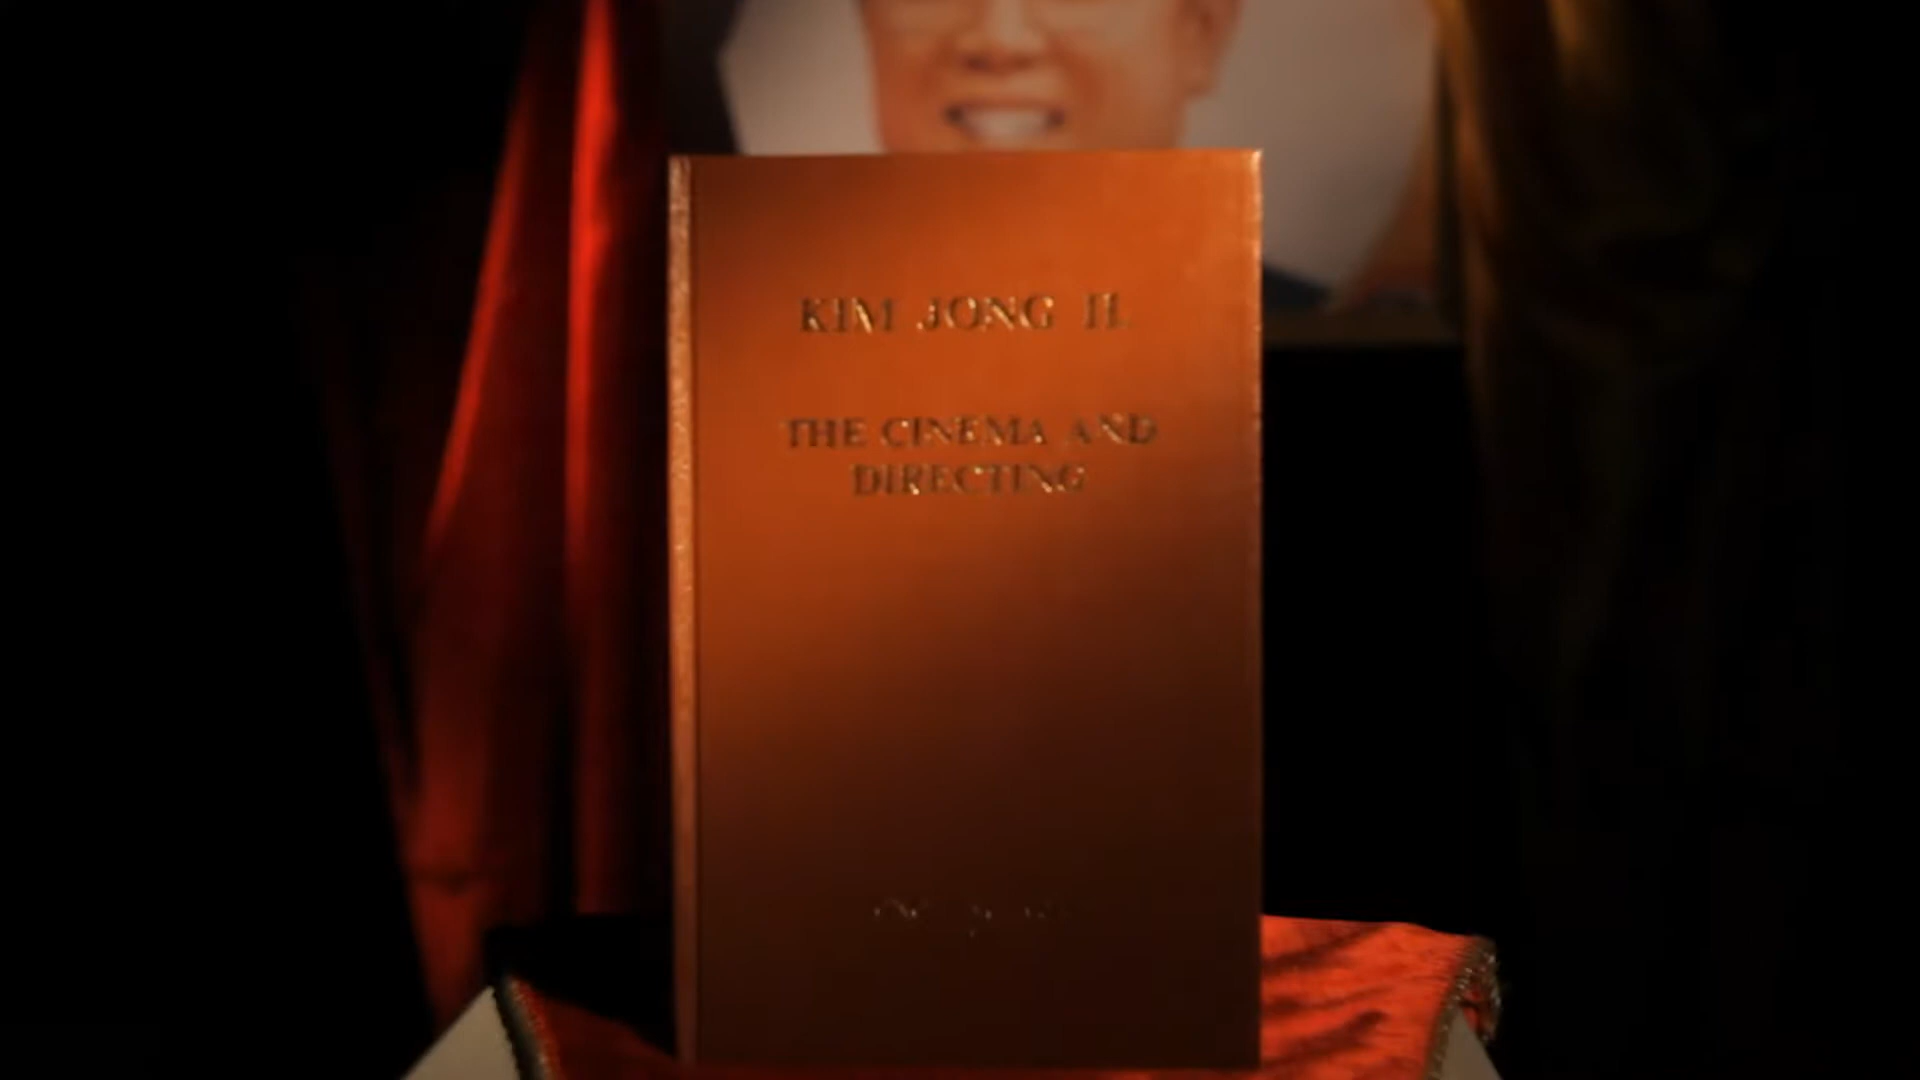 KIM JONG IL
THE CINEMA AND
DIRECTING